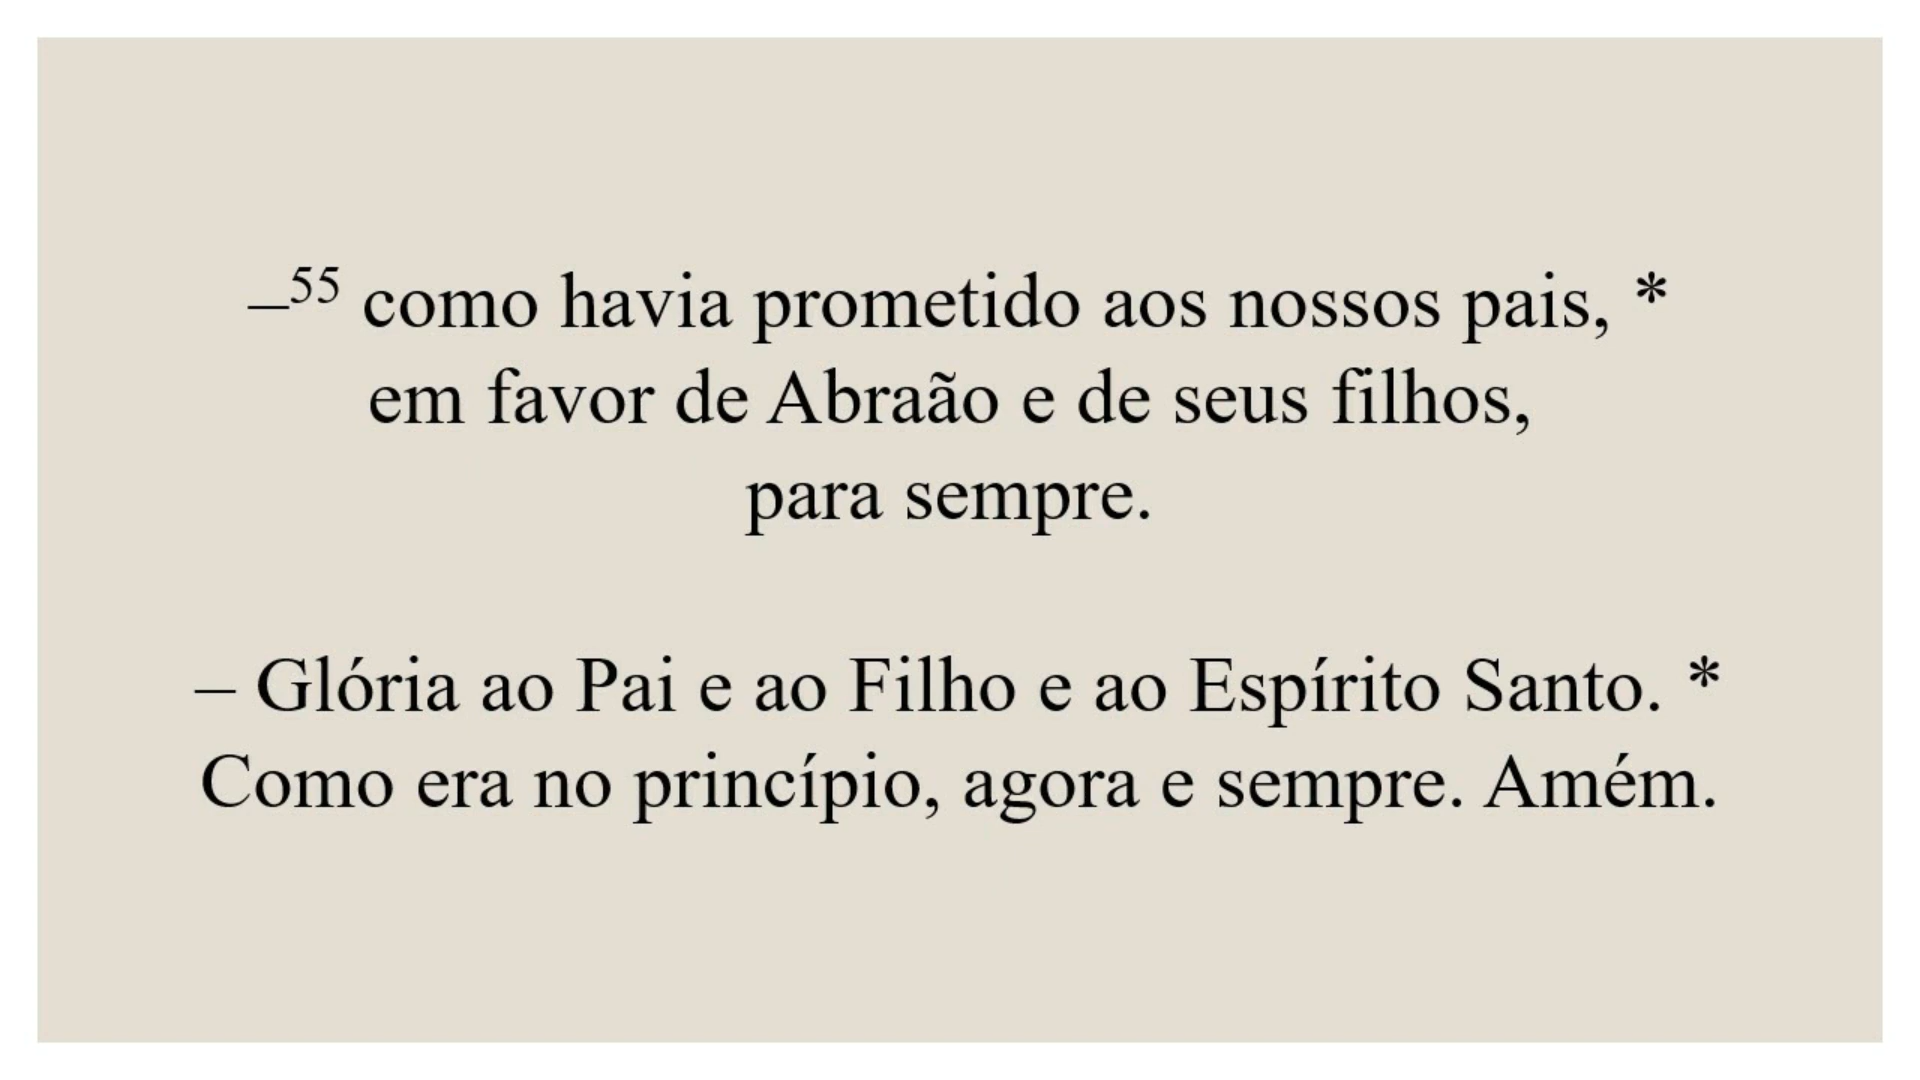 –55 como havia prometido aos nossos pais, *
em favor de Abraão e de seus filhos,
para sempre.
– Glória ao Pai e ao Filho e ao Espírito Santo. *
Como era no princípio, agora e sempre. Amém.